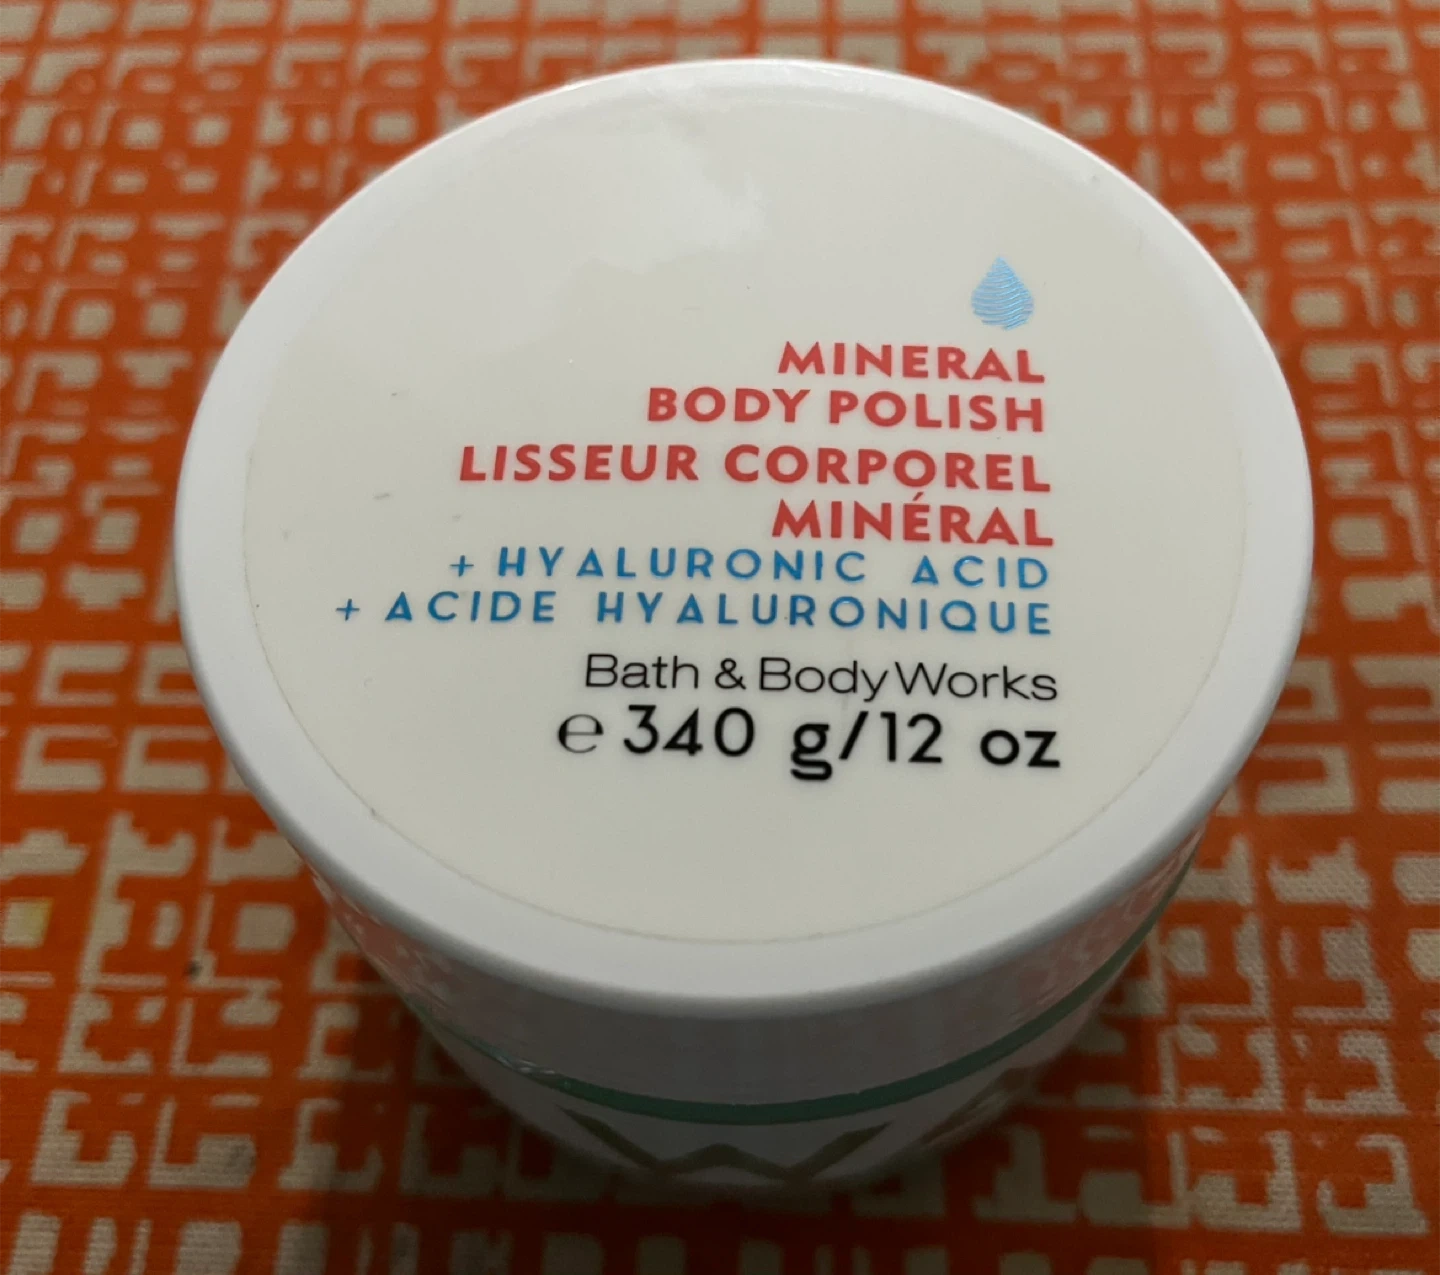 MINERAL
BODY POLISH
LISSEUR CORPOREL
MINÉRAL
+ HYALURONIC ACID
+ ACIDE HYALURONIQUE
Bath & Body Works
℮ 340 g/12 oz